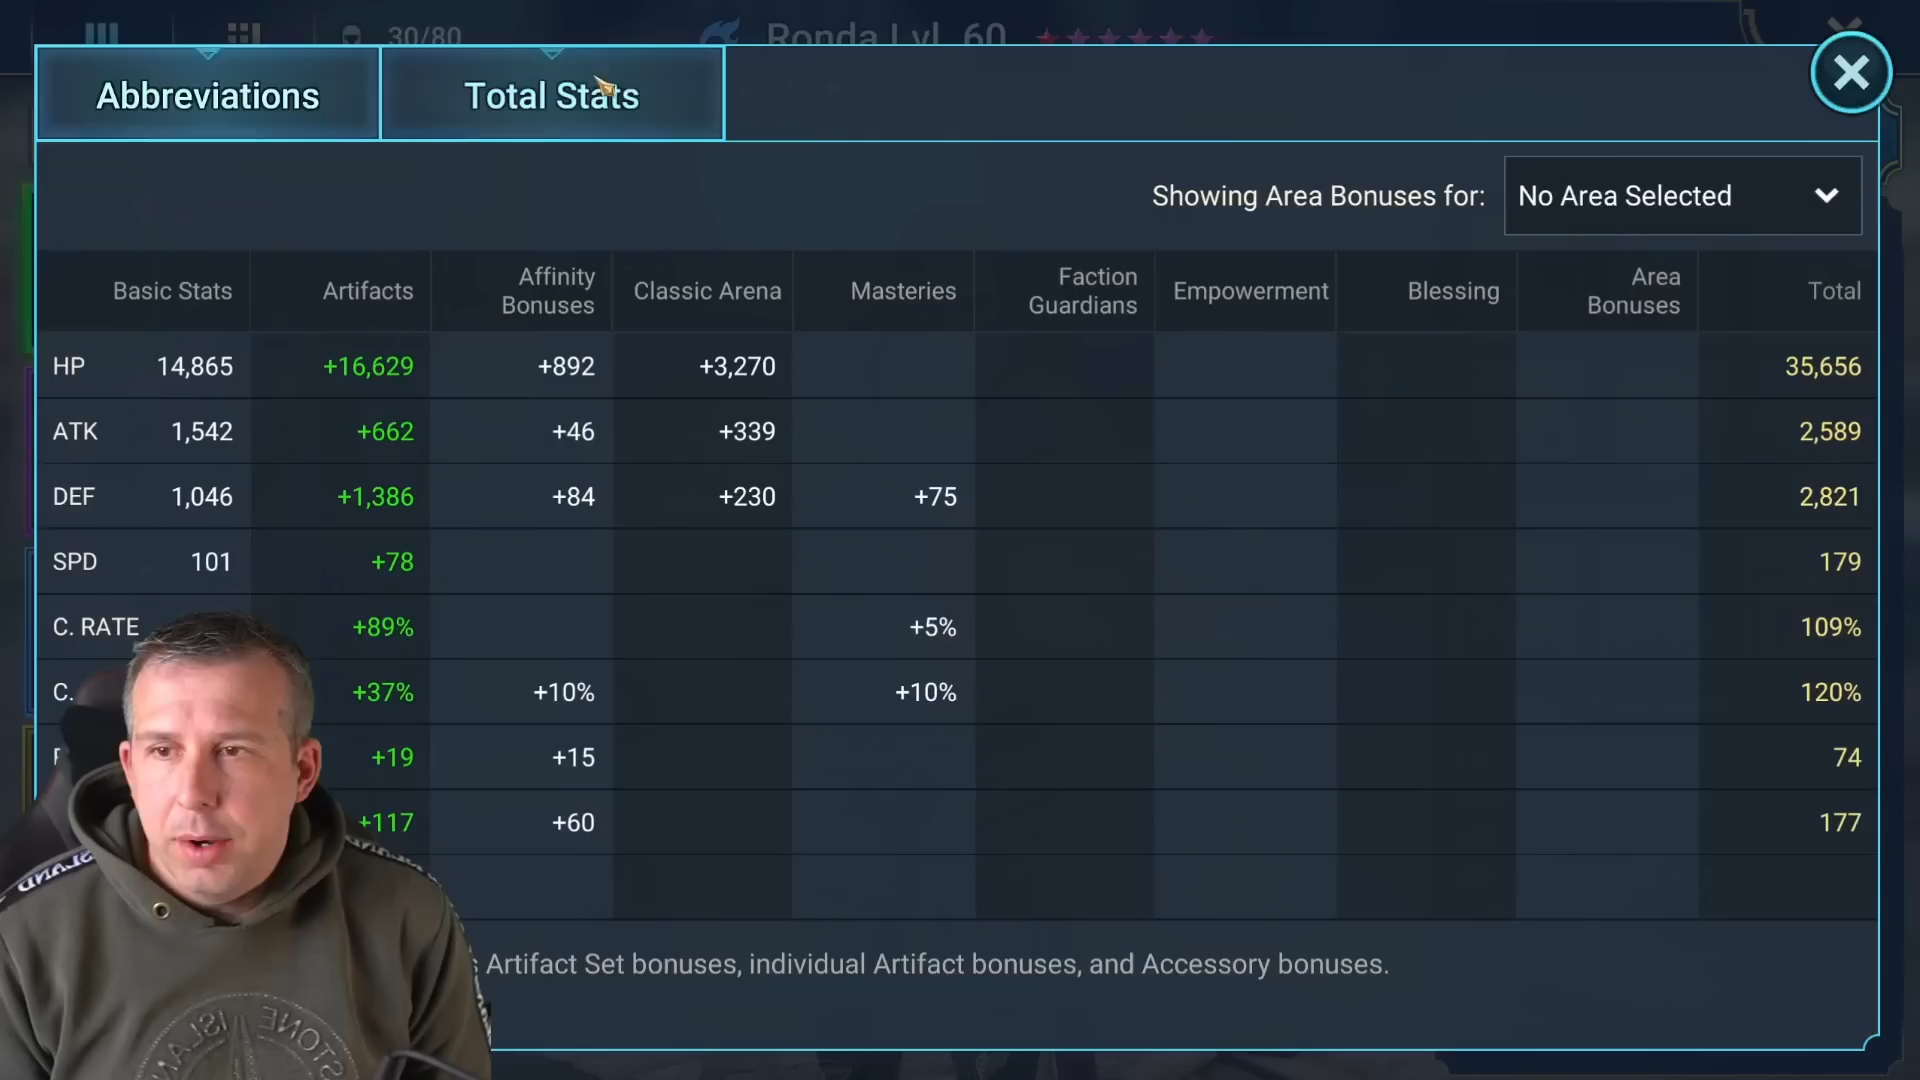 30/80
Ronda Lvl 60
Abbreviations
Total Stats
Showing Area Bonuses for:
No Area Selected
Basic Stats Artifacts Affinity Bonuses Classic Arena Masteries Faction Guardians Empowerment Blessing Area Bonuses Total
HP 14,865 +16,629 +892 +3,270 35,656
ATK 1,542 +662 +46 +339 2,589
DEF 1,046 +1,386 +84 +230 +75 2,821
SPD 101 +78 179
C. RATE +89% +5% 109%
C. +37% +10% +10% 120%
+19 +15 74
+117 +60 177
Artifact Set bonuses, individual Artifact bonuses, and Accessory bonuses.
STONE